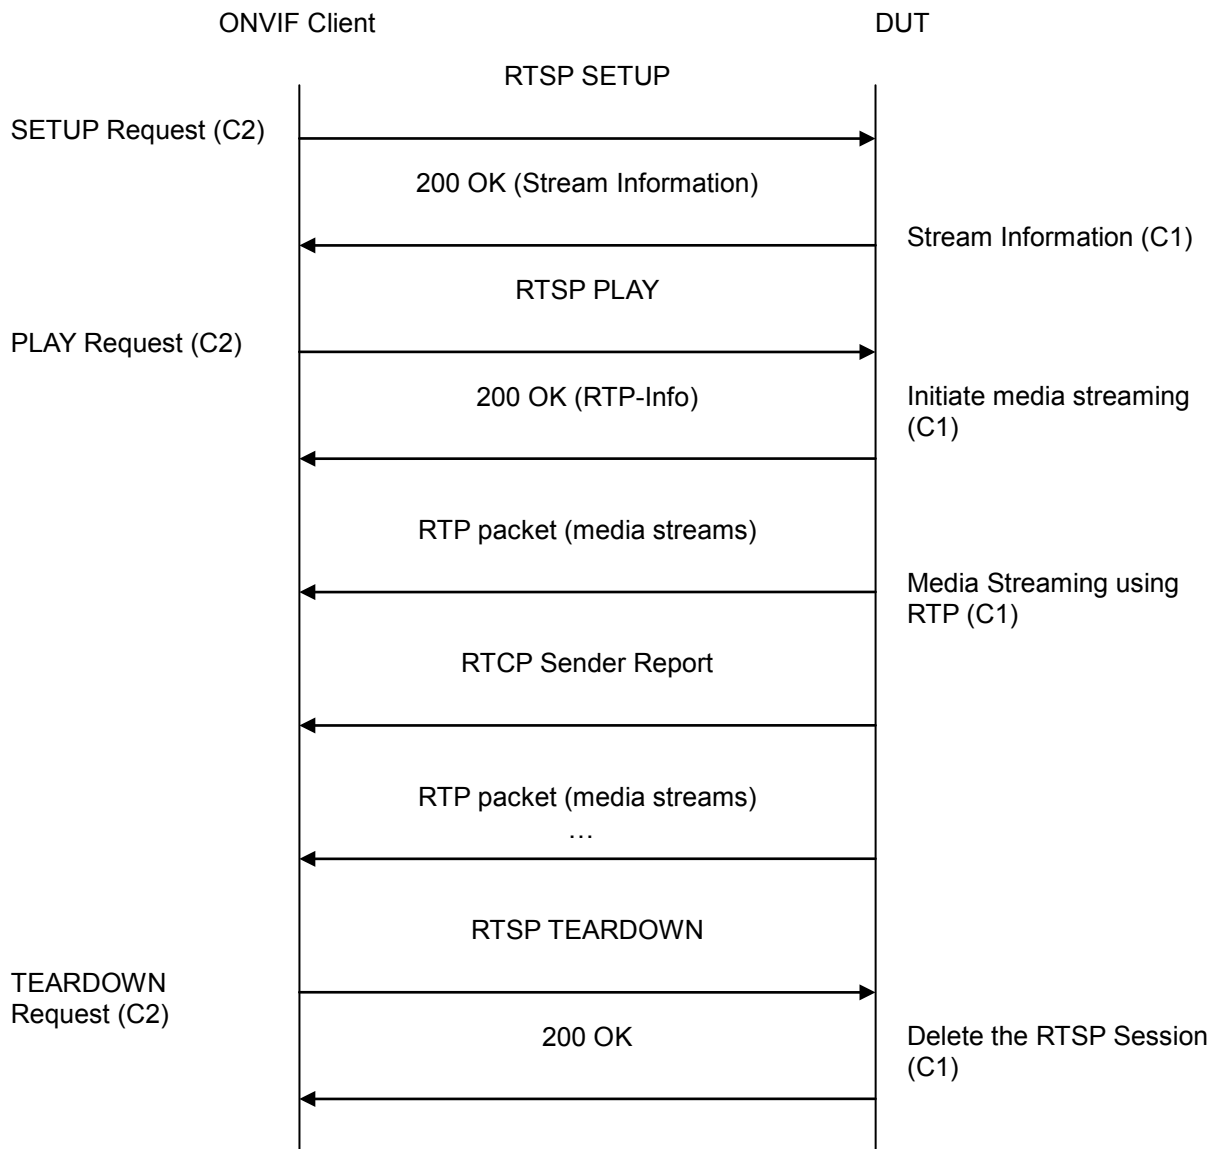 ONVIF Client
DUT
RTSP SETUP
SETUP Request (C2)
200 OK (Stream Information)
Stream Information (C1)
RTSP PLAY
PLAY Request (C2)
200 OK (RTP-Info)
Initiate media streaming
(C1)
RTP packet (media streams)
Media Streaming using
RTP (C1)
RTCP Sender Report
RTP packet (media streams)
…
RTSP TEARDOWN
TEARDOWN
Request (C2)
200 OK
Delete the RTSP Session
(C1)